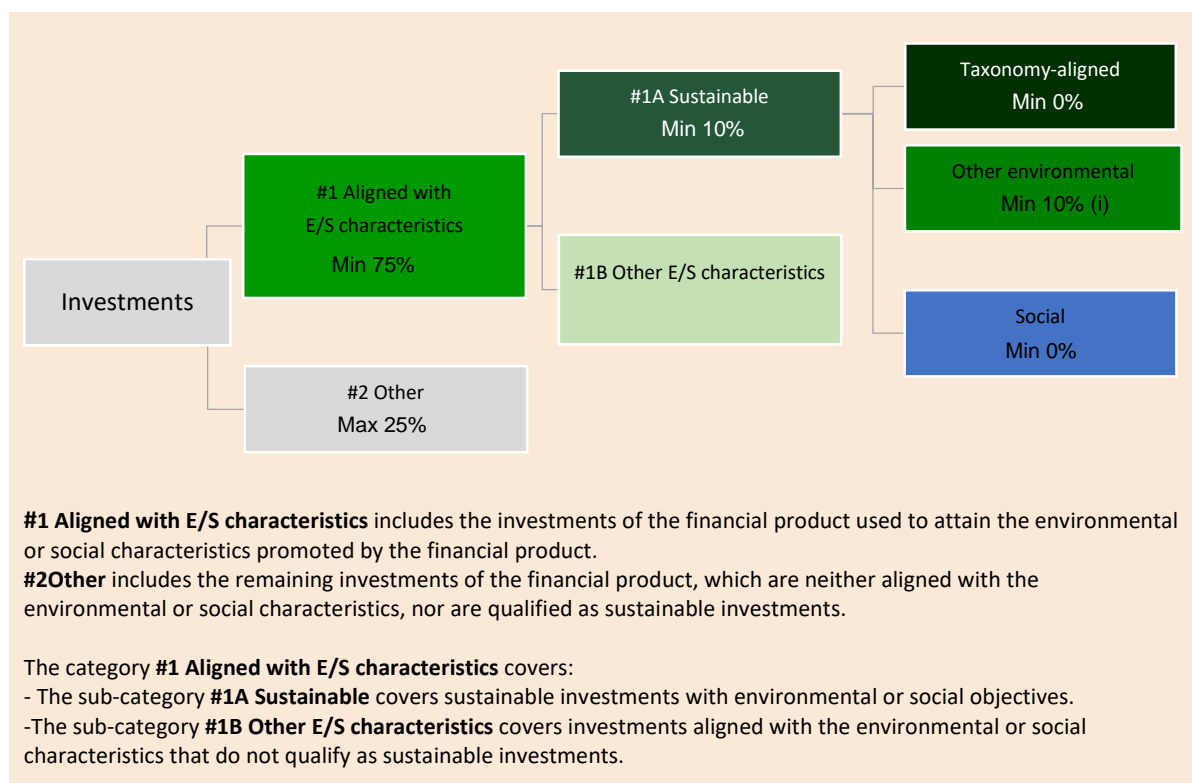 Taxonomy-aligned
Min 0%
#1A Sustainable
Min 10%
Other environmental
Min 10% (i)
#1 Aligned with
E/S characteristics
Min 75%
#1B Other E/S characteristics
Investments
Social
Min 0%
#2 Other
Max 25%
#1 Aligned with E/S characteristics includes the investments of the financial product used to attain the environmental
or social characteristics promoted by the financial product.
#2Other includes the remaining investments of the financial product, which are neither aligned with the
environmental or social characteristics, nor are qualified as sustainable investments.
The category #1 Aligned with E/S characteristics covers:
- The sub-category #1A Sustainable covers sustainable investments with environmental or social objectives.
-The sub-category #1B Other E/S characteristics covers investments aligned with the environmental or social
characteristics that do not qualify as sustainable investments.